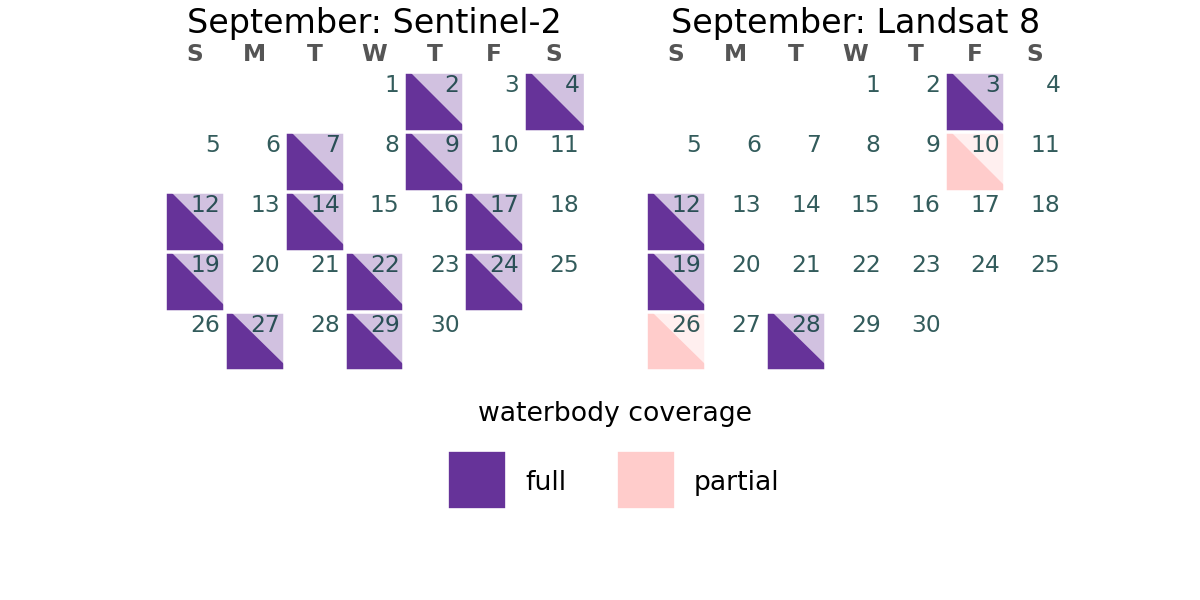 September: Sentinel-2
S M T W T F S
1 2 3 4
5 6 7 8 9 10 11
12 13 14 15 16 17 18
19 20 21 22 23 24 25
26 27 28 29 30
September: Landsat 8
S M T W T F S
1 2 3 4
5 6 7 8 9 10 11
12 13 14 15 16 17 18
19 20 21 22 23 24 25
26 27 28 29 30
waterbody coverage
full partial